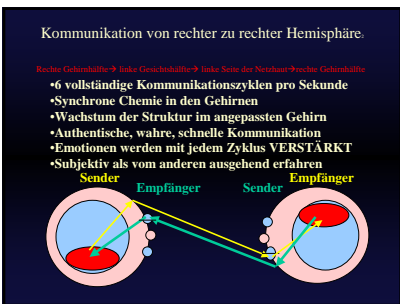 Kommunikation von rechter zu rechter Hemisphäre.
Rechte Gehirnhälfte→ linke Gesichtshälfte→ linke Seite der Netzhaut→rechte Gehirnhälfte
•6 vollständige Kommunikationszyklen pro Sekunde
•Synchrone Chemie in den Gehirnen
•Wachstum der Struktur im angepassten Gehirn
•Authentische, wahre, schnelle Kommunikation
•Emotionen werden mit jedem Zyklus VERSTÄRKT
•Subjektiv als vom anderen ausgehend erfahren
Sender Empfänger
Empfänger Sender